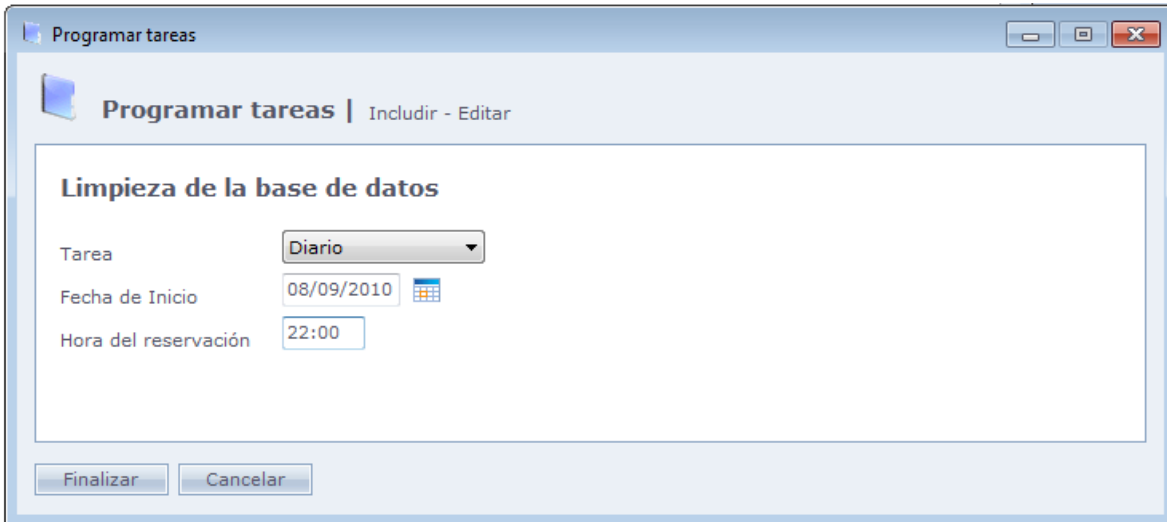 Programar tareas
Programar tareas | Includir - Editar
Limpieza de la base de datos
Tarea Diario
Fecha de Inicio 08/09/2010
Hora del reservación 22:00
Finalizar Cancelar